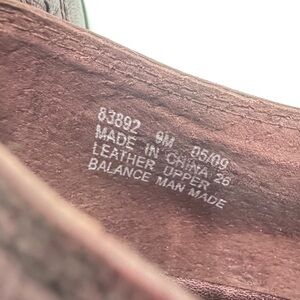 83892 9M 05/09
MADE IN CHINA 26
LEATHER UPPER
BALANCE MAN MADE